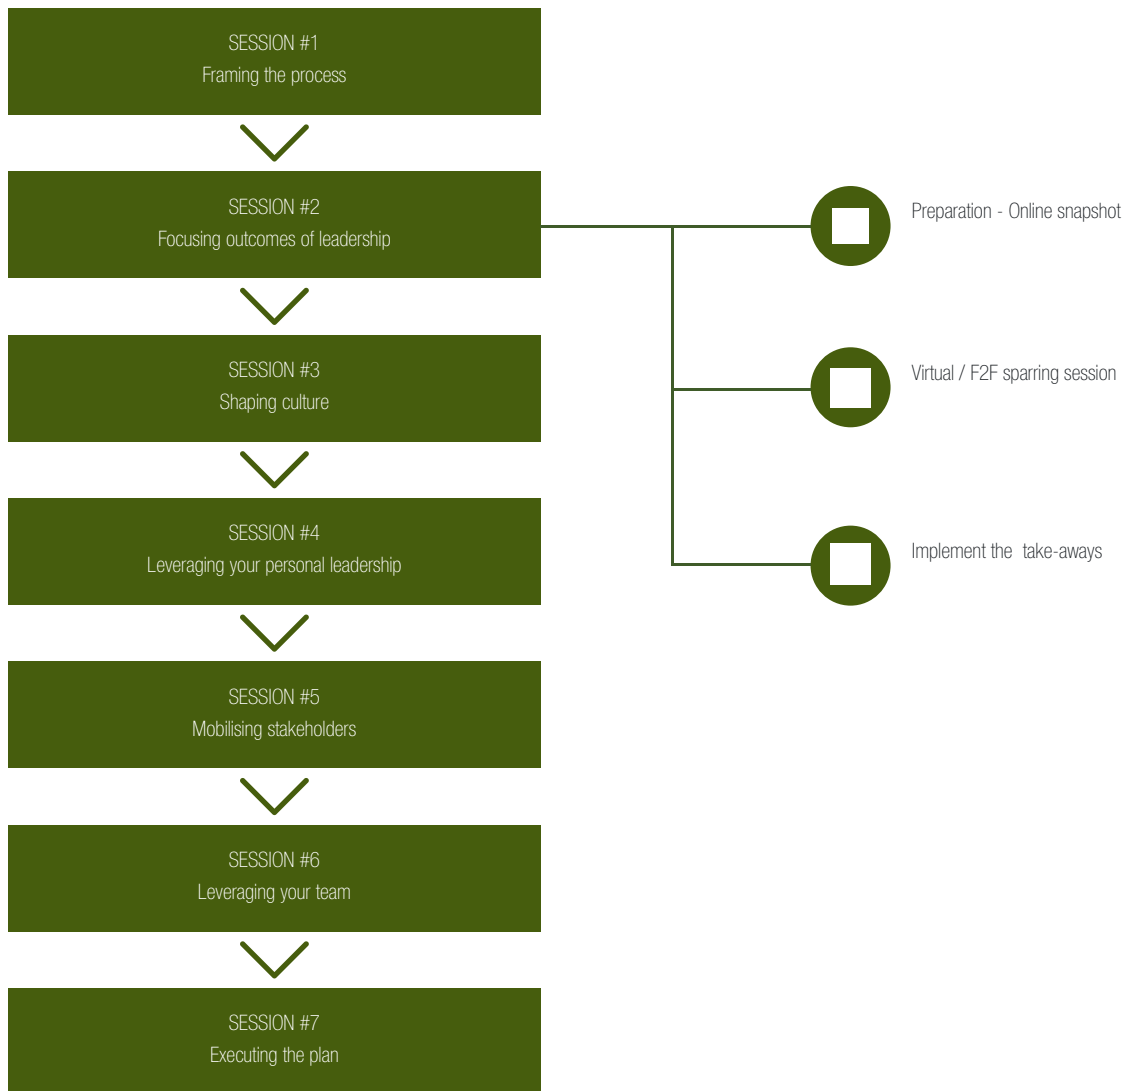 SESSION #1
Framing the process
SESSION #2
Focusing outcomes of leadership
Preparation - Online snapshot
Virtual / F2F sparring session
Implement the take-aways
SESSION #3
Shaping culture
SESSION #4
Leveraging your personal leadership
SESSION #5
Mobilising stakeholders
SESSION #6
Leveraging your team
SESSION #7
Executing the plan